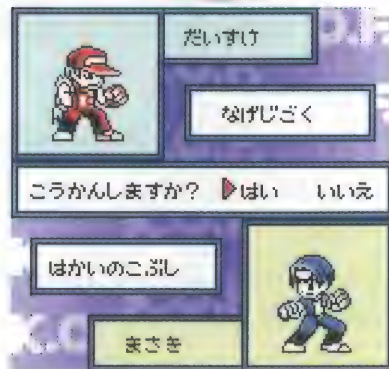 だいすけ
なげじごく
こうかんしますか? ▶はい いいえ
はかいのこぶし
まさき